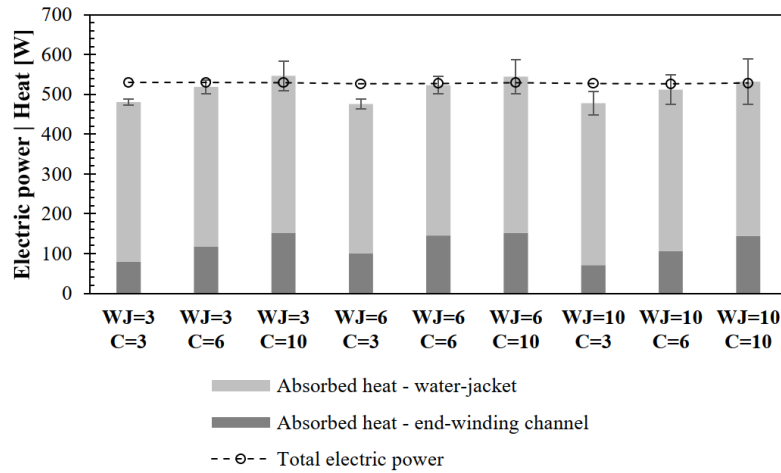 Electric power | Heat [W]
700
600
500
400
300
200
100
0
WJ=3 WJ=3 WJ=3 WJ=6 WJ=6 WJ=6 WJ=10 WJ=10 WJ=10
C=3 C=6 C=10 C=3 C=6 C=10 C=3 C=6 C=10
Absorbed heat - water-jacket
Absorbed heat - end-winding channel
Total electric power